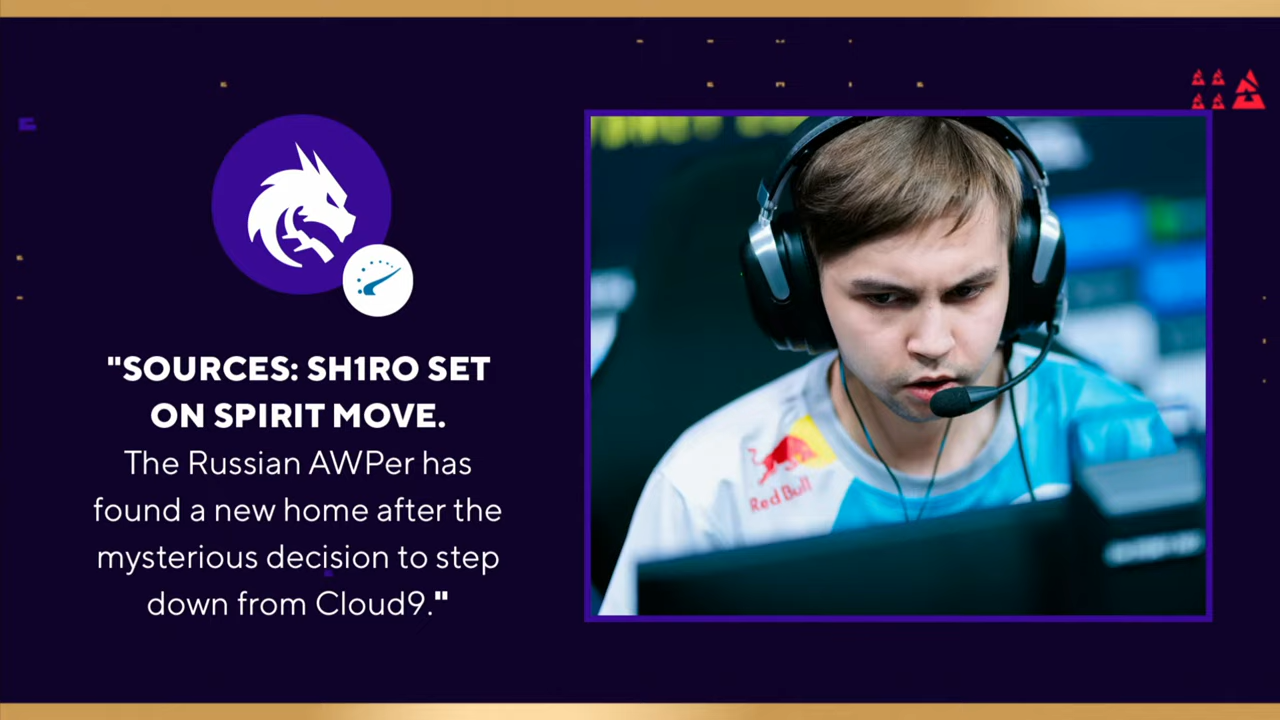 "SOURCES: SH1RO SET
ON SPIRIT MOVE.
The Russian AWPer has
found a new home after the
mysterious decision to step
down from Cloud9."
Red Bull